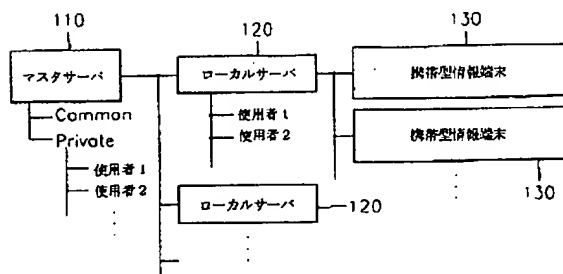 110
120
130
マスタサーバ
ローカルサーバ
携帯型情報端末
Common
Private
使用者1
使用者2
使用者1
使用者2
携帯型情報端末
130
ローカルサーバ
120